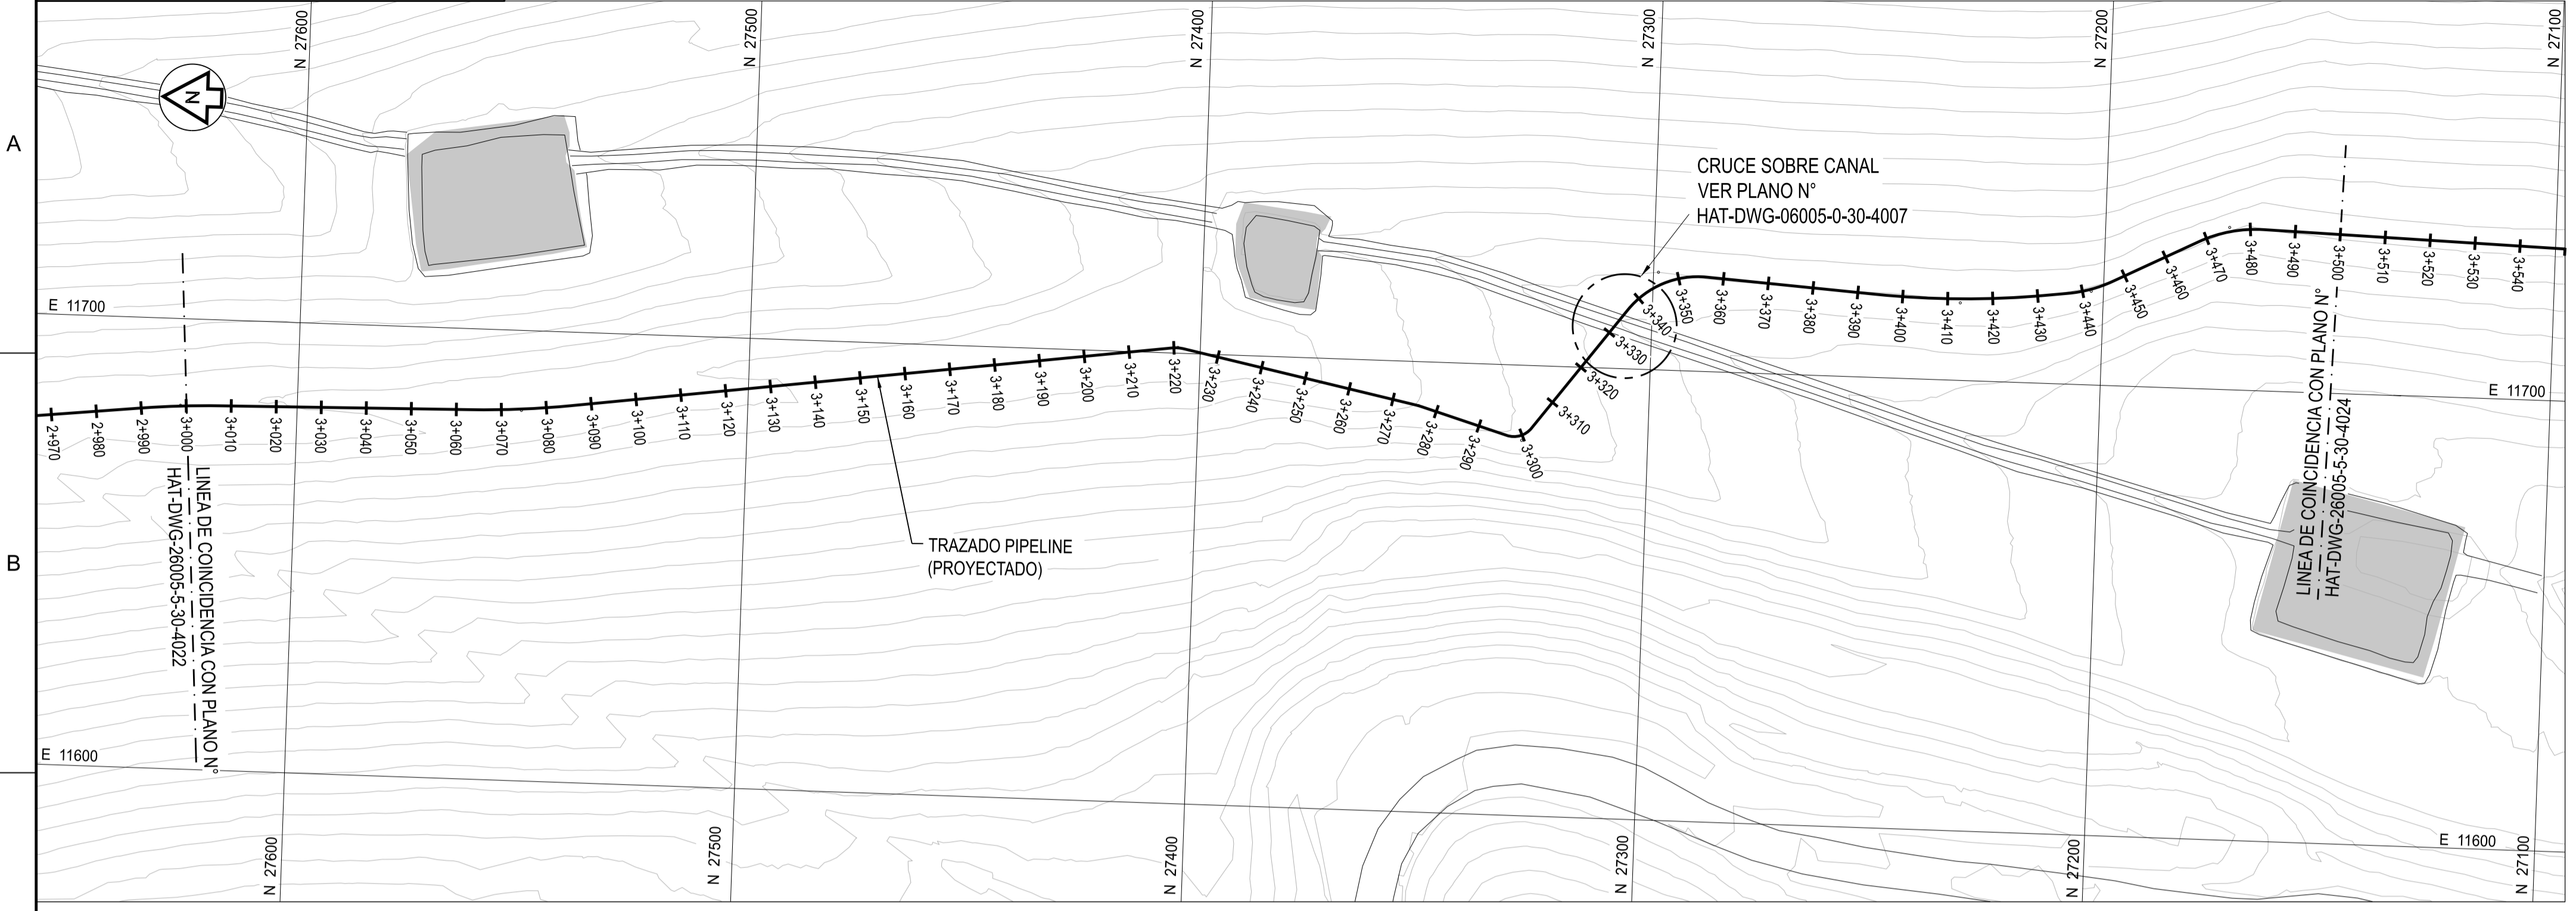 N 27600
N 27500
N 27400
N 27300
N 27200
N 27100
A
N
CRUCE SOBRE CANAL
VER PLANO N°
HAT-DWG-06005-0-30-4007
E 11700
2+970
2+980
2+990
3+000
3+010
3+020
3+030
3+040
3+050
3+060
3+070
3+080
3+090
3+100
3+110
3+120
3+130
3+140
3+150
3+160
3+170
3+180
3+190
3+200
3+210
3+220
3+230
3+240
3+250
3+260
3+270
3+280
3+290
3+300
3+310
3+320
3+330
3+340
3+350
3+360
3+370
3+380
3+390
3+400
3+410
3+420
3+430
3+440
3+450
3+460
3+470
3+480
3+490
3+500
3+510
3+520
3+530
3+540
E 11700
LINEA DE COINCIDENCIA CON PLANO N°
HAT-DWG-26005-5-30-4022
LINEA DE COINCIDENCIA CON PLANO N°
HAT-DWG-26005-5-30-4024
B
TRAZADO PIPELINE
(PROYECTADO)
E 11600
E 11600
N 27600
N 27500
N 27400
N 27300
N 27200
N 27100